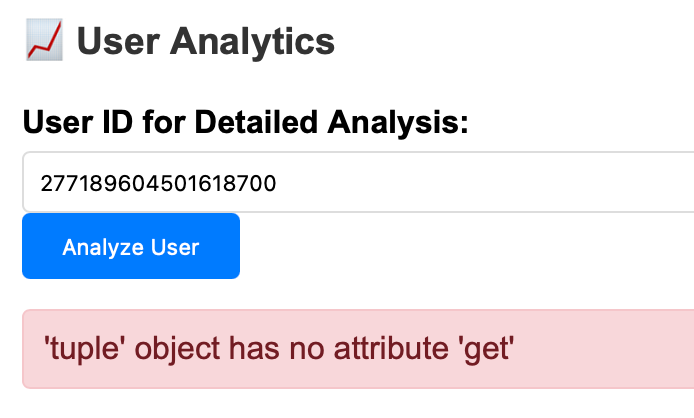 User Analytics
User ID for Detailed Analysis:
277189604501618700
Analyze User
'tuple' object has no attribute 'get'